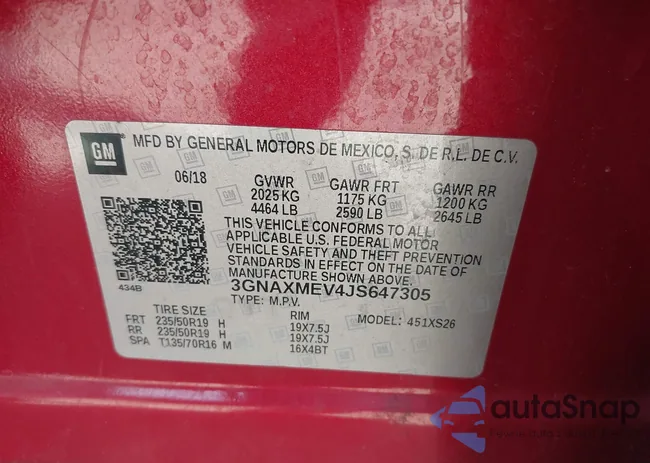 GM MFD BY GENERAL MOTORS DE MEXICO, S. DE R.L. DE C.V.
06/18 GVWR GAWR FRT GAWR RR
2025 KG 1175 KG 1200 KG
4464 LB 2590 LB 2645 LB
THIS VEHICLE CONFORMS TO ALL
APPLICABLE U.S. FEDERAL MOTOR
VEHICLE SAFETY AND THEFT PREVENTION
STANDARDS IN EFFECT ON THE DATE OF
MANUFACTURE SHOWN ABOVE.
434B 3GNAXMEV4JS647305
TYPE: M.P.V. MODEL: 451XS26
TIRE SIZE RIM
FRT 235/50R19 H 19X7.5J
RR 235/50R19 H 19X7.5J
SPA T135/70R16 M 16X4BT
autoSnap